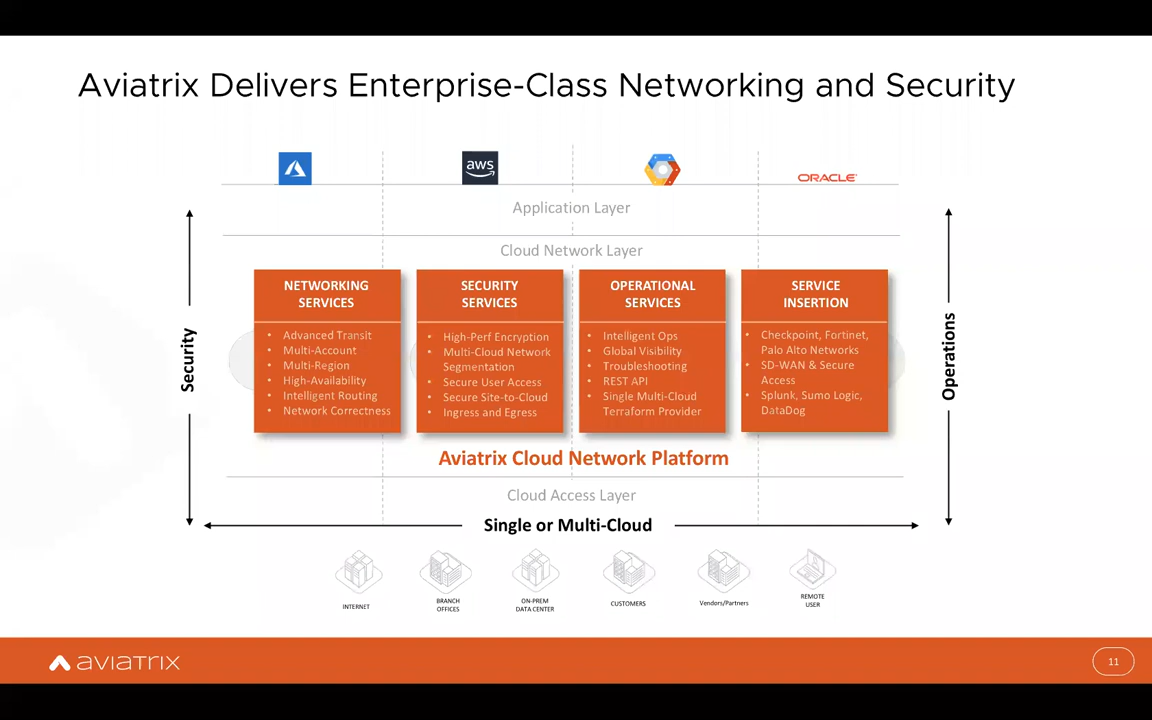 Aviatrix Delivers Enterprise-Class Networking and Security
aws
ORACLE
Application Layer
Cloud Network Layer
Security
NETWORKING
SERVICES
• Advanced Transit
• Multi-Account
• Multi-Region
• High-Availability
• Intelligent Routing
• Network Correctness
SECURITY
SERVICES
• High-Perf Encryption
• Multi-Cloud Network
Segmentation
• Secure User Access
• Secure Site-to-Cloud
• Ingress and Egress
OPERATIONAL
SERVICES
• Intelligent Ops
• Global Visibility
• Troubleshooting
• REST API
• Single Multi-Cloud
Terraform Provider
SERVICE
INSERTION
• Checkpoint, Fortinet,
Palo Alto Networks
• SD-WAN & Secure
Access
• Splunk, Sumo Logic,
DataDog
Operations
Aviatrix Cloud Network Platform
Cloud Access Layer
Single or Multi-Cloud
INTERNET
BRANCH
OFFICES
ON-PREM
DATA CENTER
CUSTOMERS
Vendors/Partners
REMOTE
USER
aviatrix
11